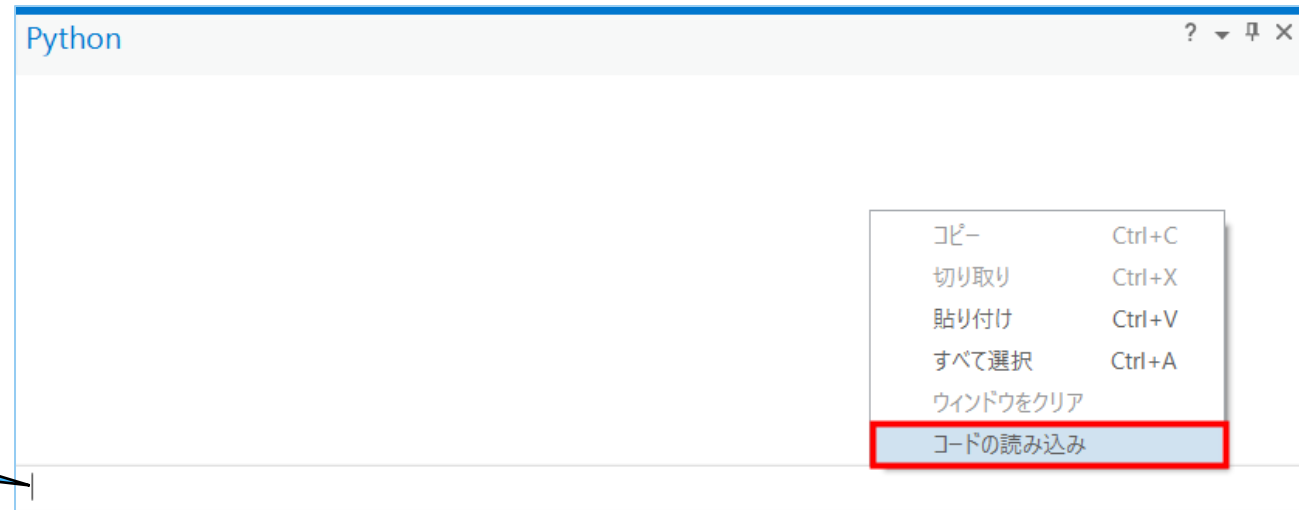 Python ?
コピー Ctrl+C
切り取り Ctrl+X
貼り付け Ctrl+V
すべて選択 Ctrl+A
ウィンドウをクリア
コードの読み込み